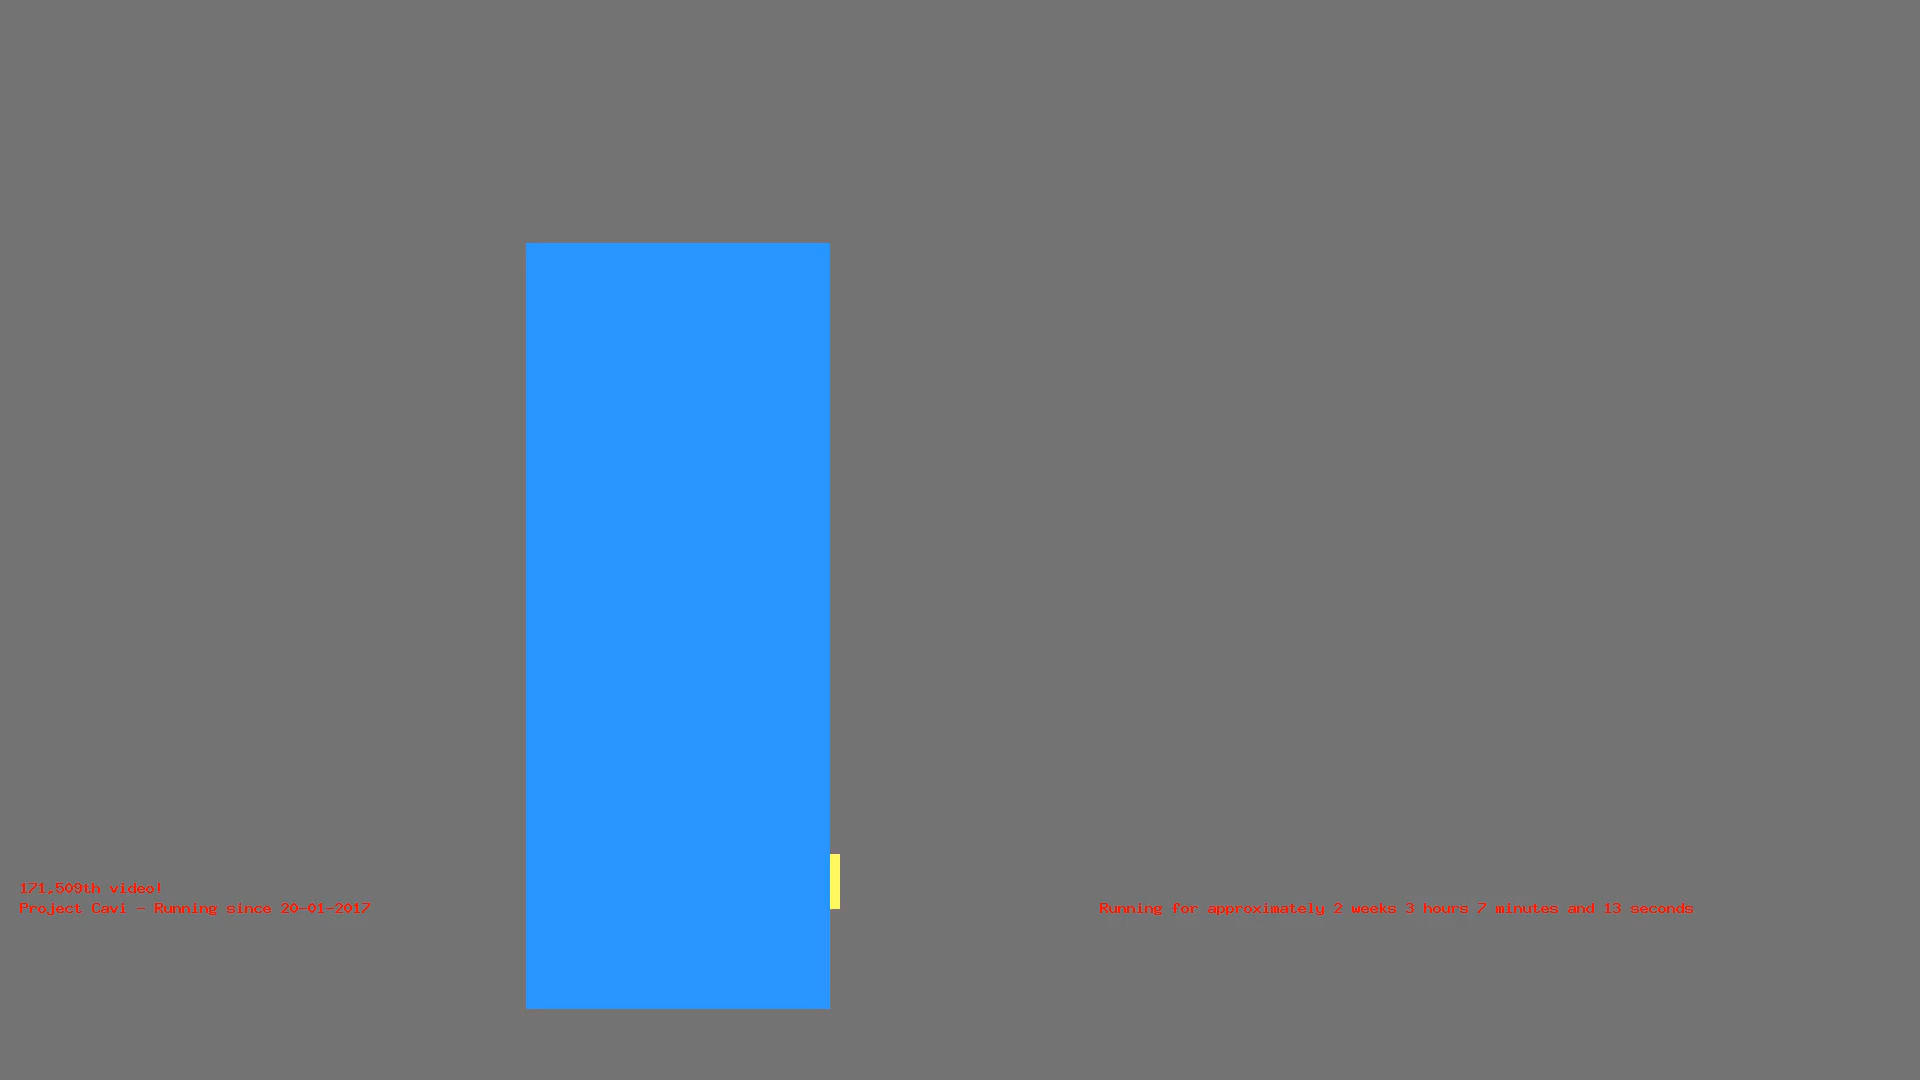 171,509th video!
Project Cavi - Running since 20-01-2017
Running for approximately 2 weeks 3 hours 7 minutes and 13 seconds